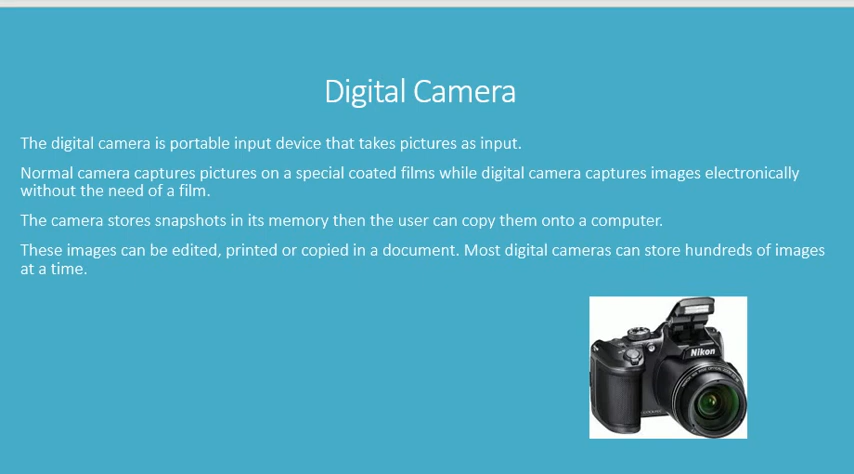 Digital Camera
The digital camera is portable input device that takes pictures as input.
Normal camera captures pictures on a special coated films while digital camera captures images electronically
without the need of a film.
The camera stores snapshots in its memory then the user can copy them onto a computer.
These images can be edited, printed or copied in a document. Most digital cameras can store hundreds of images
at a time.
Nikon